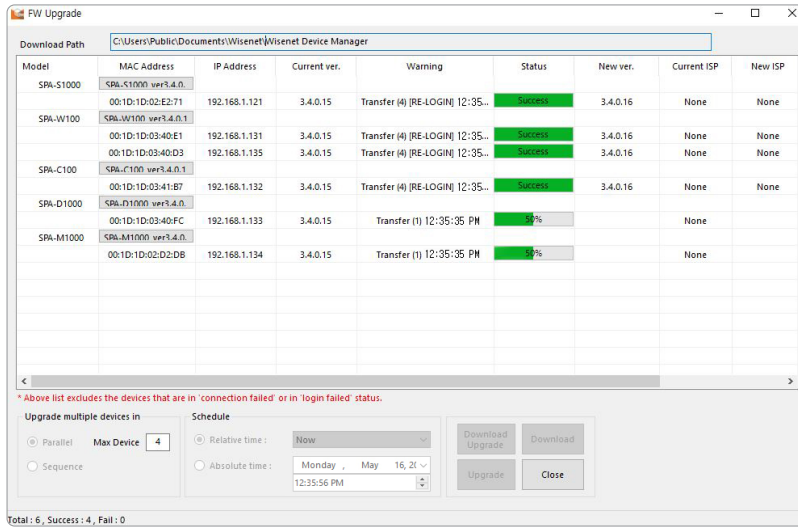 FW Upgrade
Download Path C:\Users\Public\Documents\Wisenet\Wisenet Device Manager
Model MAC Address IP Address Current ver. Warning Status New ver. Current ISP New ISP
SPA-S1000 SPA-S1000_ver3.4.0.
00:1D:1D:02:E2:71 192.168.1.121 3.4.0.15 Transfer (4) [RE-LOGIN] 12:35... Success 3.4.0.16 None None
SPA-W100 SPA-W100_ver3.4.0.1
00:1D:1D:03:40:E1 192.168.1.131 3.4.0.15 Transfer (4) [RE-LOGIN] 12:35... Success 3.4.0.16 None None
00:1D:1D:03:40:D3 192.168.1.135 3.4.0.15 Transfer (4) [RE-LOGIN] 12:35... Success 3.4.0.16 None None
SPA-C100 SPA-C100_ver3.4.0.1
00:1D:1D:03:41:B7 192.168.1.132 3.4.0.15 Transfer (4) [RE-LOGIN] 12:35... Success 3.4.0.16 None None
SPA-D1000 SPA-D1000_ver3.4.0.
00:1D:1D:03:40:FC 192.168.1.133 3.4.0.15 Transfer (1) 12:35:35 PM 50% None
SPA-M1000 SPA-M1000_ver3.4.0.
00:1D:1D:02:D2:DB 192.168.1.134 3.4.0.15 Transfer (1) 12:35:35 PM 50% None
* Above list excludes the devices that are in 'connection failed' or in 'login failed' status.
Upgrade multiple devices in
Parallel Max Device 4
Sequence
Schedule
Relative time : Now
Absolute time : Monday , May 16, 20
12:35:56 PM
Download Upgrade
Download
Upgrade
Close
Total : 6 , Success : 4 , Fail : 0